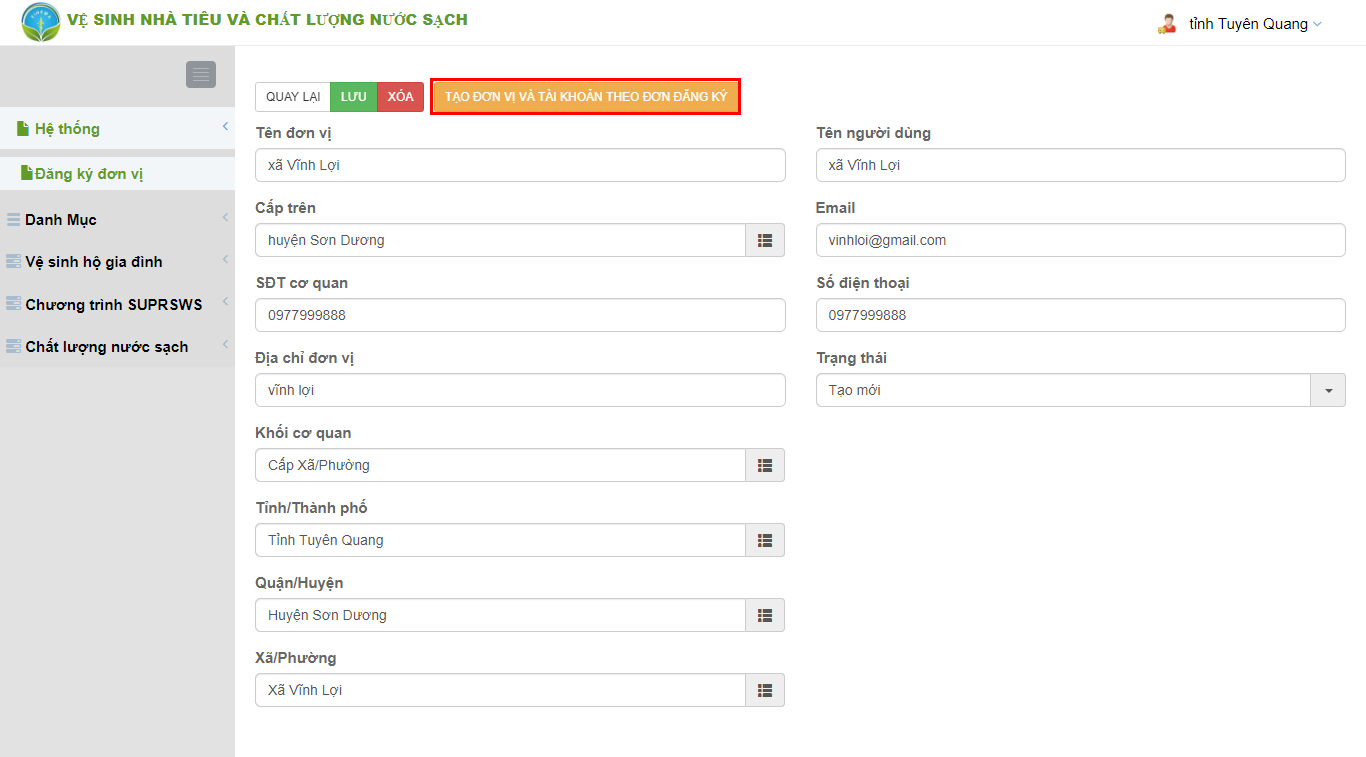 VỆ SINH NHÀ TIÊU VÀ CHẤT LƯỢNG NƯỚC SẠCH
tỉnh Tuyên Quang
Hệ thống
Đăng ký đơn vị
Danh Mục
Vệ sinh hộ gia đình
Chương trình SUPRSWS
Chất lượng nước sạch
QUAY LẠI LƯU XÓA TẠO ĐƠN VỊ VÀ TÀI KHOẢN THEO ĐƠN ĐĂNG KÝ
Tên đơn vị
xã Vĩnh Lợi
Cấp trên
huyện Sơn Dương
SĐT cơ quan
0977999888
Địa chỉ đơn vị
vĩnh lợi
Khối cơ quan
Cấp Xã/Phường
Tỉnh/Thành phố
Tỉnh Tuyên Quang
Quận/Huyện
Huyện Sơn Dương
Xã/Phường
Xã Vĩnh Lợi
Tên người dùng
xã Vĩnh Lợi
Email
vinhloi@gmail.com
Số điện thoại
0977999888
Trạng thái
Tạo mới